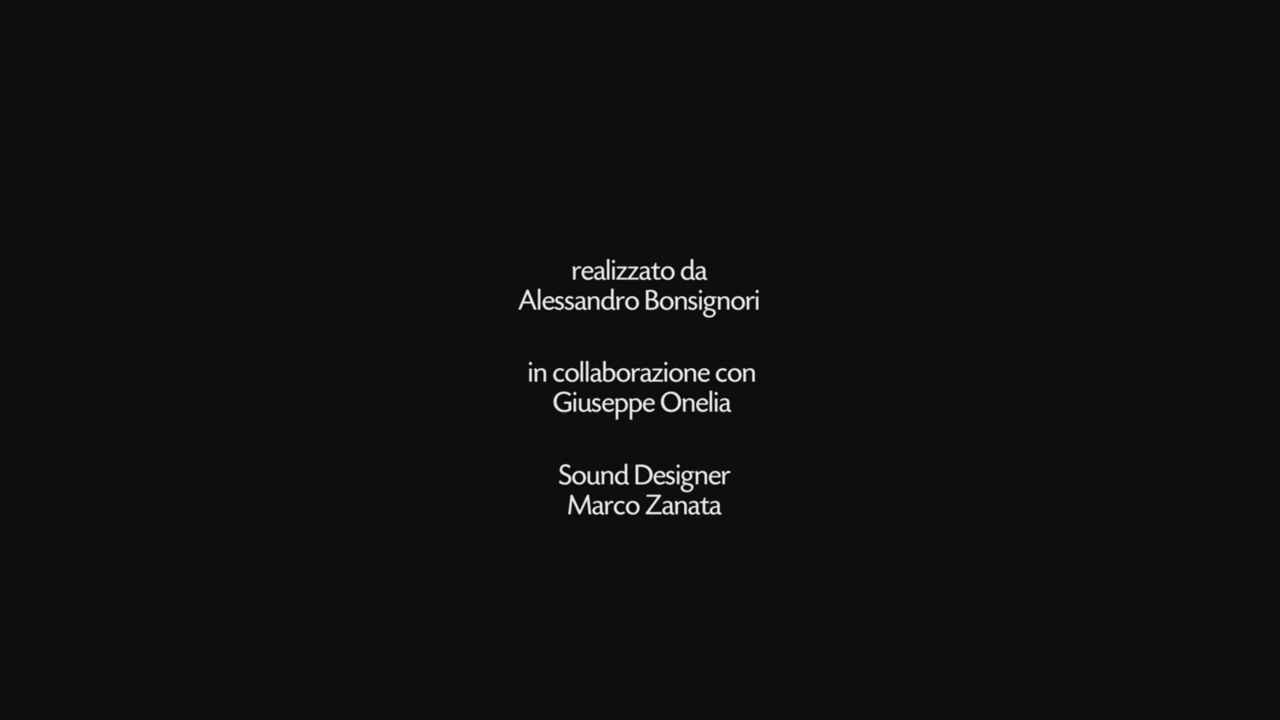 realizzato da
Alessandro Bonsignori
in collaborazione con
Giuseppe Onelia
Sound Designer
Marco Zanata